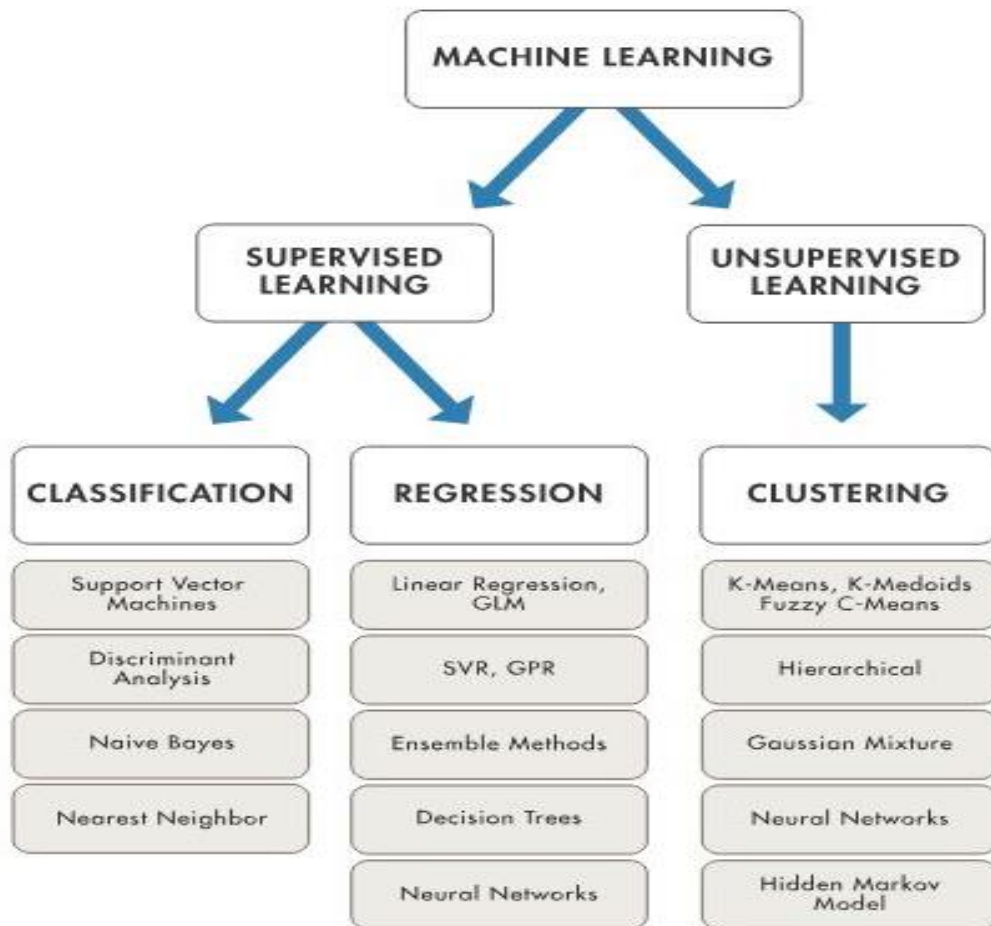 MACHINE LEARNING
SUPERVISED
LEARNING
UNSUPERVISED
LEARNING
CLASSIFICATION
Support Vector
Machines
Discriminant
Analysis
Naive Bayes
Nearest Neighbor
REGRESSION
Linear Regression,
GLM
SVR, GPR
Ensemble Methods
Decision Trees
Neural Networks
CLUSTERING
K-Means, K-Medoids
Fuzzy C-Means
Hierarchical
Gaussian Mixture
Neural Networks
Hidden Markov
Model